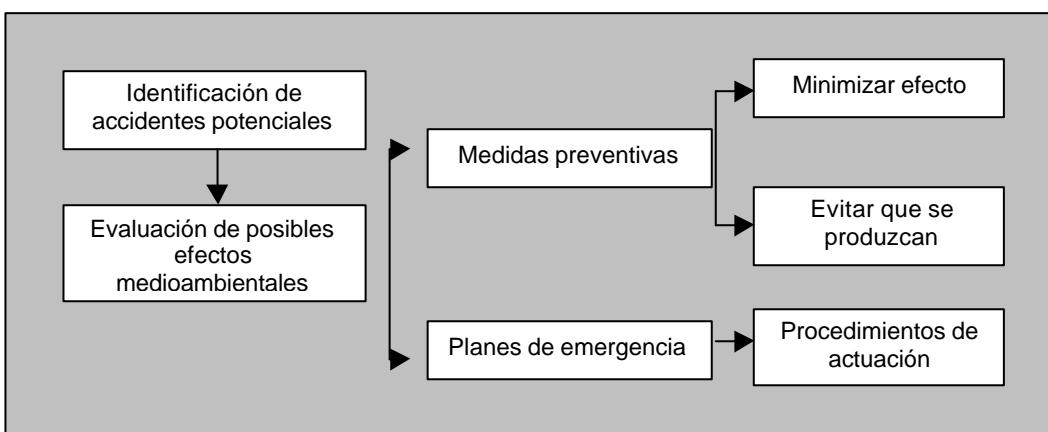 Identificación de
accidentes potenciales
Evaluación de posibles
efectos
medioambientales
Medidas preventivas
Minimizar efecto
Evitar que se
produzcan
Planes de emergencia
Procedimientos de
actuación